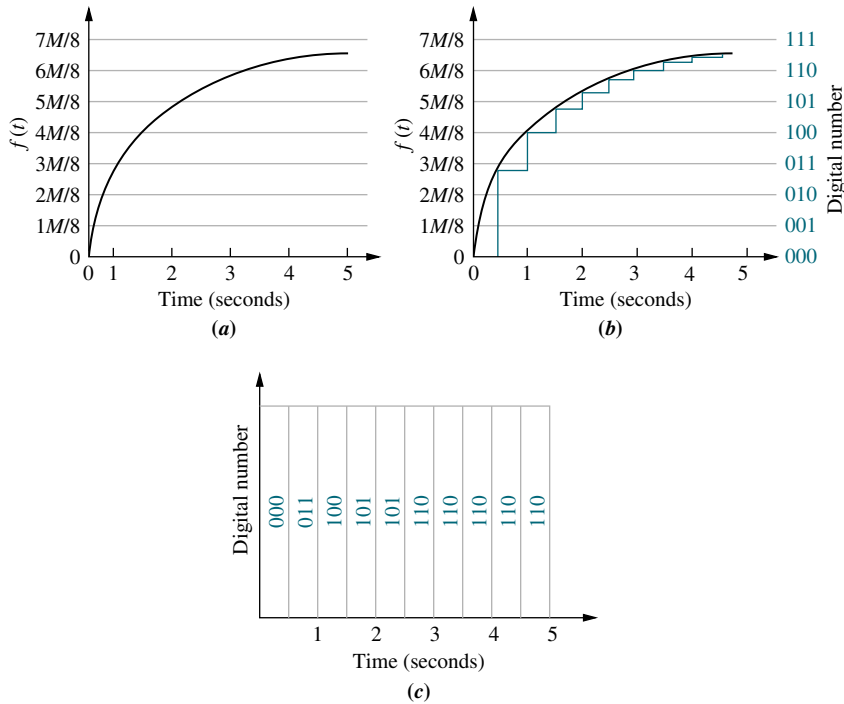 7M/8
6M/8
5M/8
4M/8
3M/8
2M/8
1M/8
0
f (t)
0 1 2 3 4 5
Time (seconds)
(a)
7M/8
6M/8
5M/8
4M/8
3M/8
2M/8
1M/8
0
f (t)
111
110
101
100
011
010
001
000
Digital number
0 1 2 3 4 5
Time (seconds)
(b)
Digital number
000 011 100 101 101 110 110 110 110 110
1 2 3 4 5
Time (seconds)
(c)